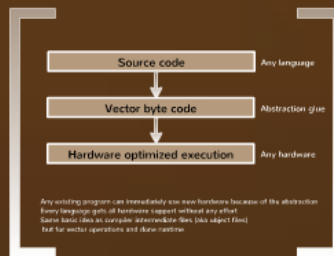 Source code
Any language
Vector byte code
Abstraction glue
Hardware optimized execution
Any hardware
Any existing program can immediately use new hardware because of the abstraction
Every language gets all hardware support without any effort
Same basic idea as compiler intermediate files (aka object files)
but for vector operations and done runtime